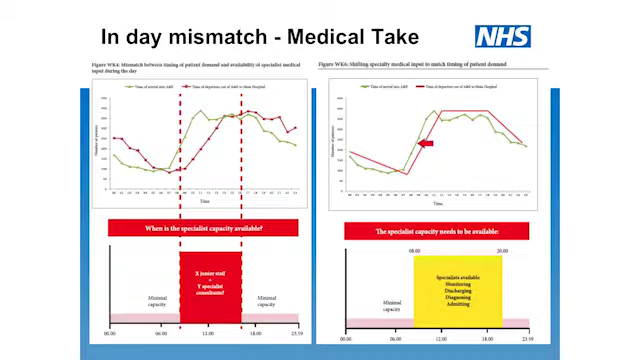 In day mismatch - Medical Take
NHS
Figure WK4: Mismatch between timing of patient demand and availability of specialist medical
input during the day
Time of arrival into A&E
Time of departure out of A&E to Main Hospital
Number of patients
Time
When is the specialist capacity available?
Minimal
capacity
X junior staff
+
Y specialist
consultants?
Minimal
capacity
00.00
06.00
12.00
18.00
23.59
Figure WK6: Shifting specialty medical input to match timing of patient demand
Time of arrival into A&E
Time of departure out of A&E to Main Hospital
Number of patients
Time
The specialist capacity needs to be available:
08.00
20.00
Minimal
capacity
Specialists available
Monitoring
Discharging
Diagnosing
Admitting
00.00
06.00
12.00
18.00
23.59